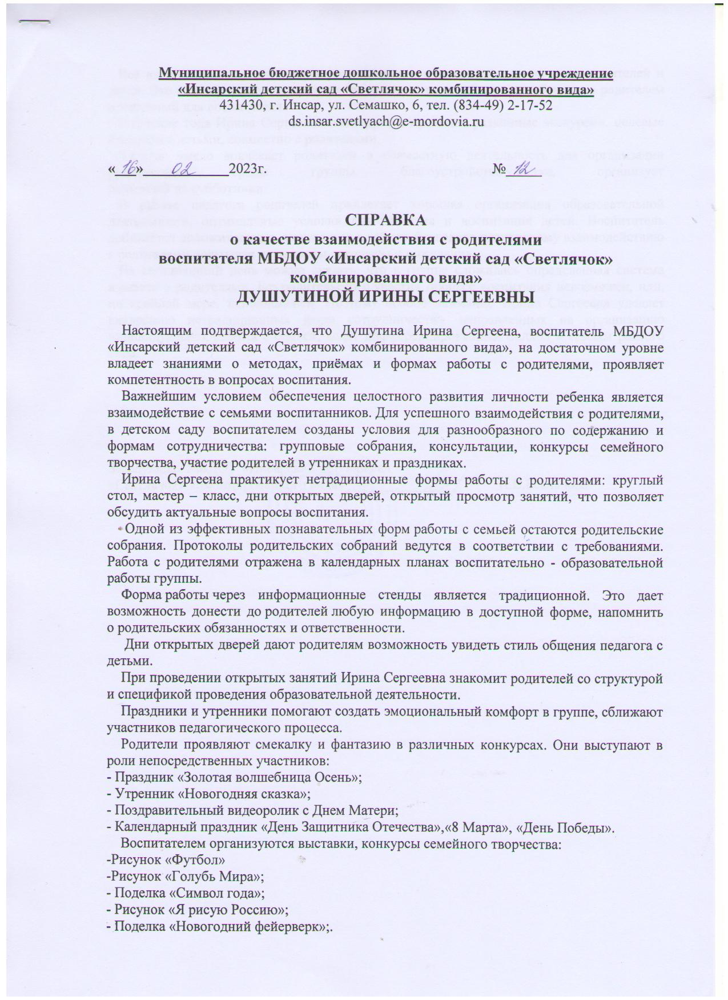 Муниципальное бюджетное дошкольное образовательное учреждение
«Инсарский детский сад «Светлячок» комбинированного вида»
431430, г. Инсар, ул. Семашко, 6, тел. (834-49) 2-17-52
ds.insar.svetlyach@e-mordovia.ru
«16» 02 2023г. № 12
СПРАВКА
о качестве взаимодействия с родителями
воспитателя МБДОУ «Инсарский детский сад «Светлячок»
комбинированного вида»
ДУШУТИНОЙ ИРИНЫ СЕРГЕЕВНЫ
Настоящим подтверждается, что Душутина Ирина Сергеена, воспитатель МБДОУ
«Инсарский детский сад «Светлячок» комбинированного вида», на достаточном уровне
владеет знаниями о методах, приёмах и формах работы с родителями, проявляет
компетентность в вопросах воспитания.
Важнейшим условием обеспечения целостного развития личности ребенка является
взаимодействие с семьями воспитанников. Для успешного взаимодействия с родителями,
в детском саду воспитателем созданы условия для разнообразного по содержанию и
формам сотрудничества: групповые собрания, консультации, конкурсы семейного
творчества, участие родителей в утренниках и праздниках.
Ирина Сергеена практикует нетрадиционные формы работы с родителями: круглый
стол, мастер – класс, дни открытых дверей, открытый просмотр занятий, что позволяет
обсудить актуальные вопросы воспитания.
Одной из эффективных познавательных форм работы с семьей остаются родительские
собрания. Протоколы родительских собраний ведутся в соответствии с требованиями.
Работа с родителями отражена в календарных планах воспитательно - образовательной
работы группы.
Форма работы через информационные стенды является традиционной. Это дает
возможность донести до родителей любую информацию в доступной форме, напомнить
о родительских обязанностях и ответственности.
Дни открытых дверей дают родителям возможность увидеть стиль общения педагога с
детьми.
При проведении открытых занятий Ирина Сергеевна знакомит родителей со структурой
и спецификой проведения образовательной деятельности.
Праздники и утренники помогают создать эмоциональный комфорт в группе, сближают
участников педагогического процесса.
Родители проявляют смекалку и фантазию в различных конкурсах. Они выступают в
роли непосредственных участников:
- Праздник «Золотая волшебница Осень»;
- Утренник «Новогодняя сказка»;
- Поздравительный видеоролик с Днем Матери;
- Календарный праздник «День Защитника Отечества»,«8 Марта», «День Победы».
Воспитателем организуются выставки, конкурсы семейного творчества:
-Рисунок «Футбол»
-Рисунок «Голубь Мира»;
- Поделка «Символ года»;
- Рисунок «Я рисую Россию»;
- Поделка «Новогодний фейерверк»;.